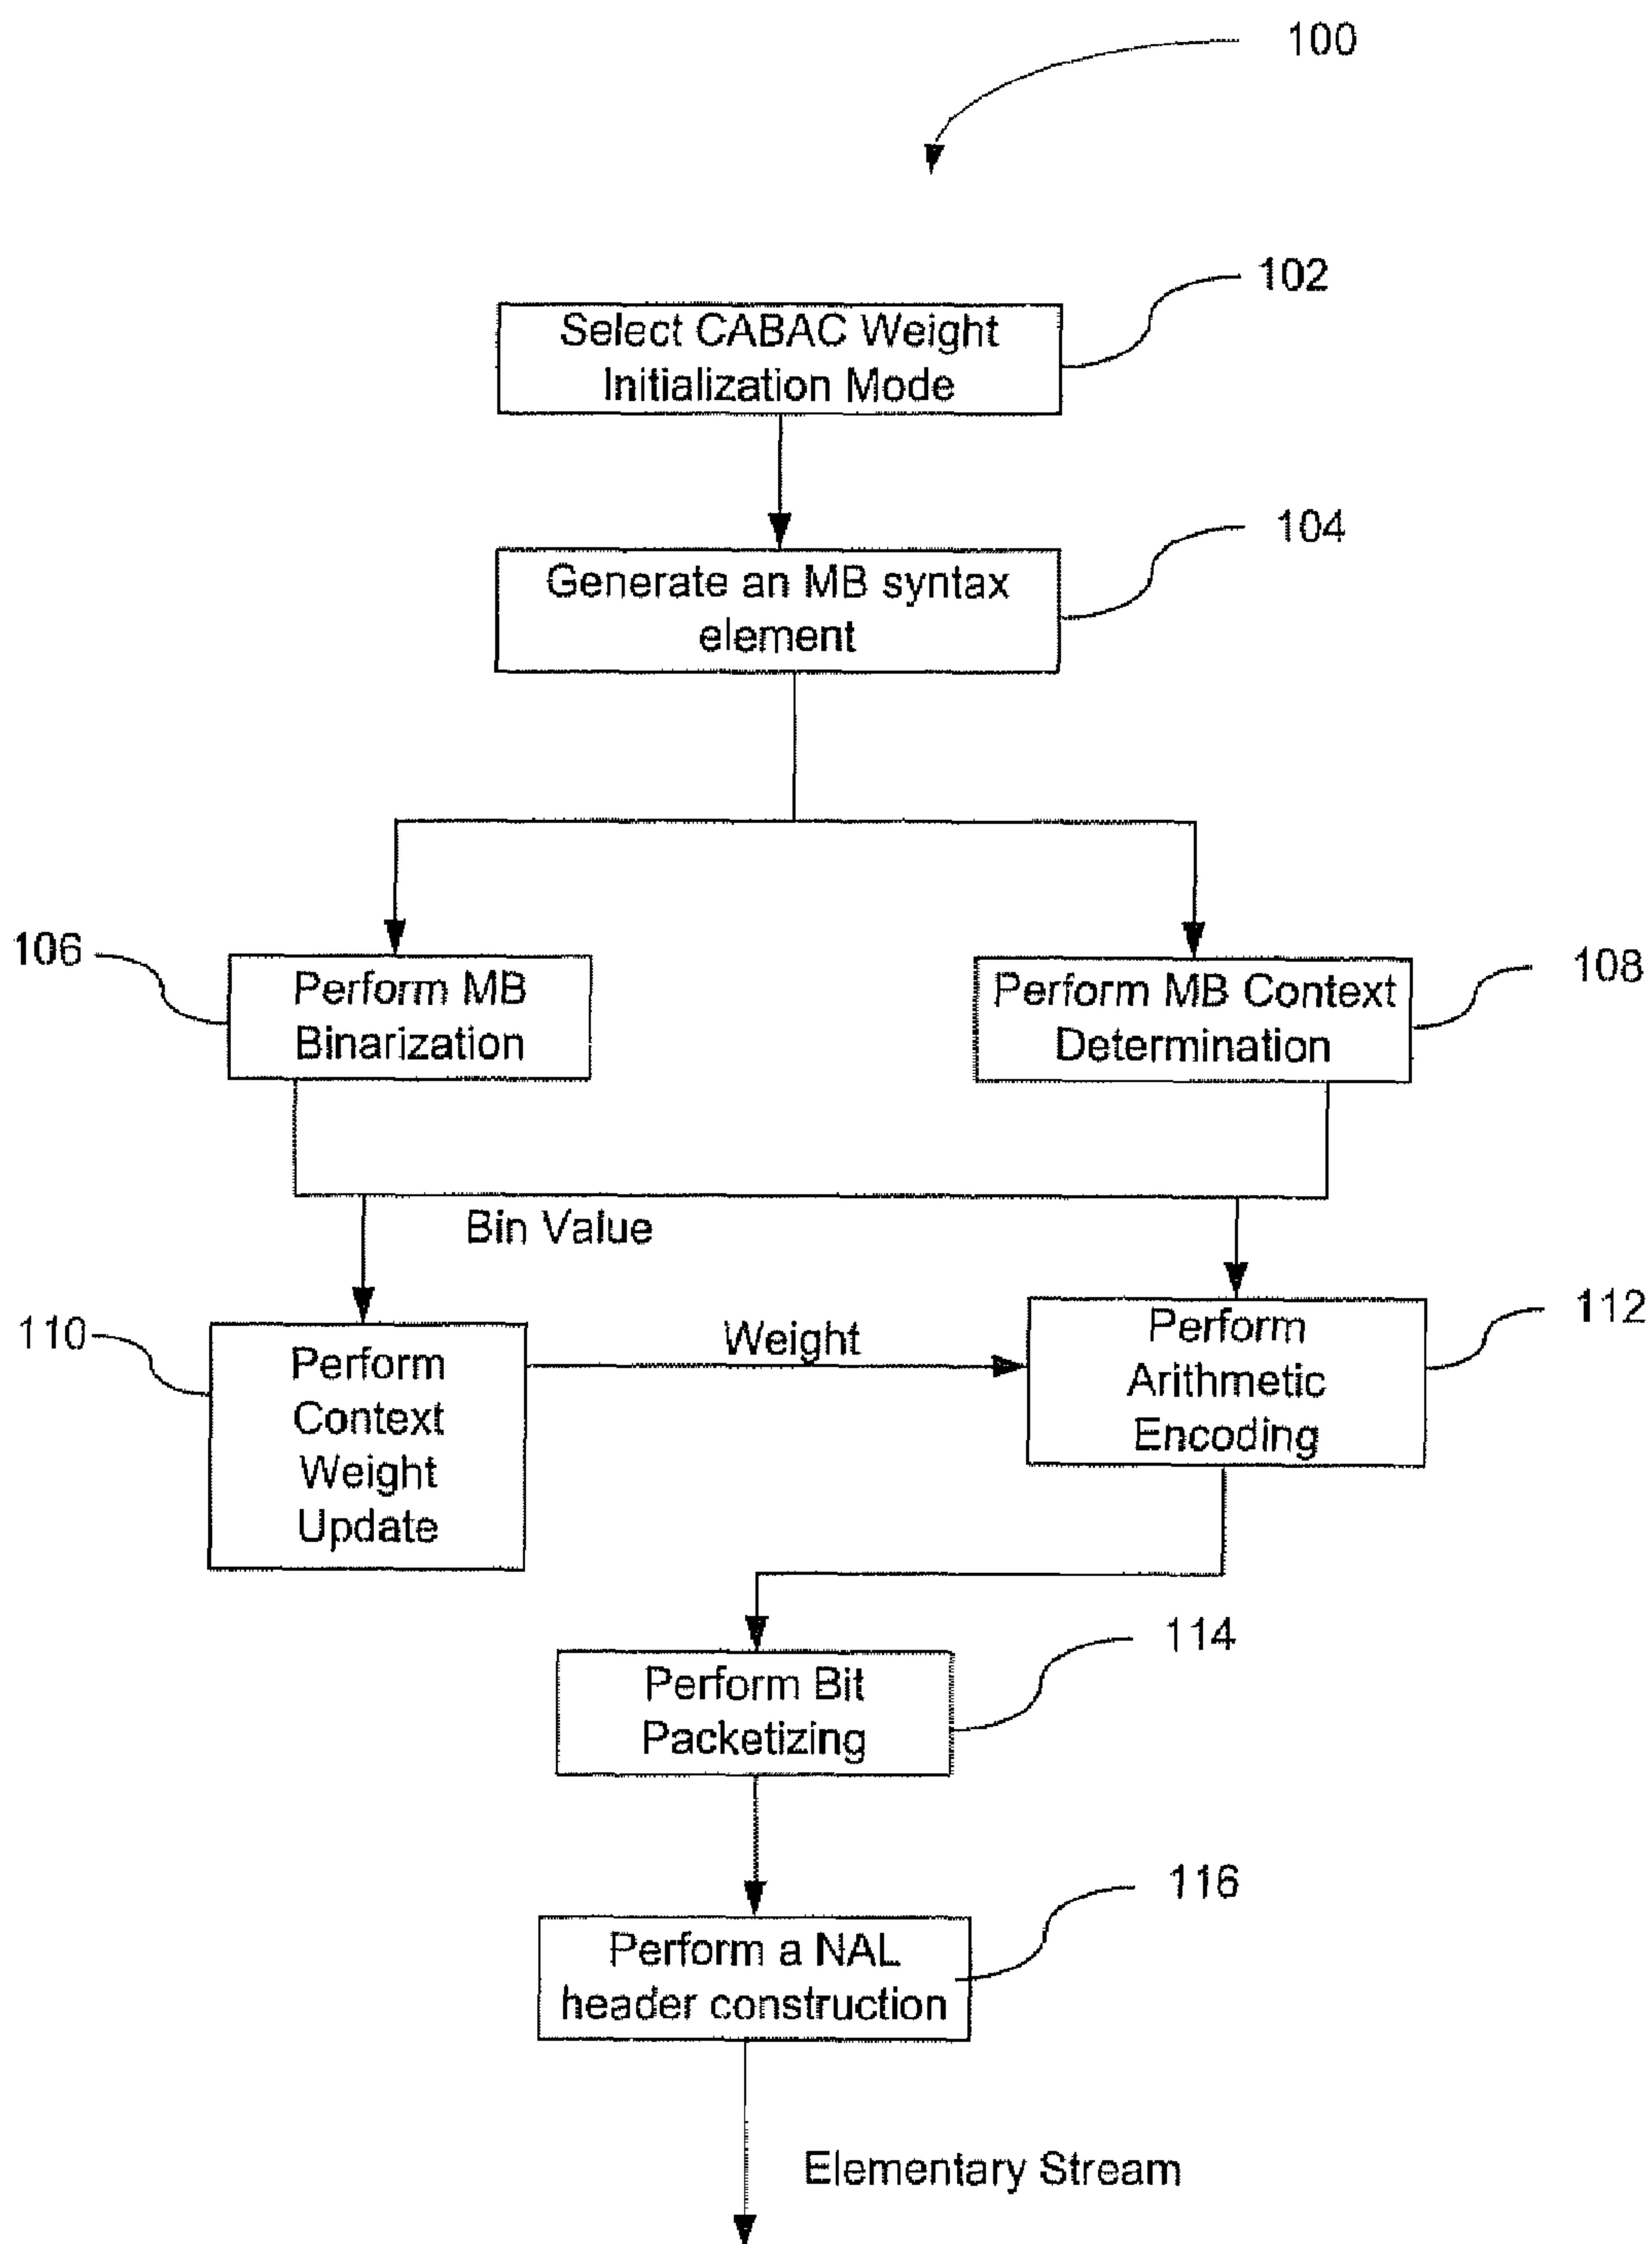 100
102
Select CABAC Weight
Initialization Mode
104
Generate an MB syntax
element
106
Perform MB
Binarization
108
Perform MB Context
Determination
Bin Value
110
Perform
Context
Weight
Update
Weight
112
Perform
Arithmetic
Encoding
114
Perform Bit
Packetizing
116
Perform a NAL
header construction
Elementary Stream